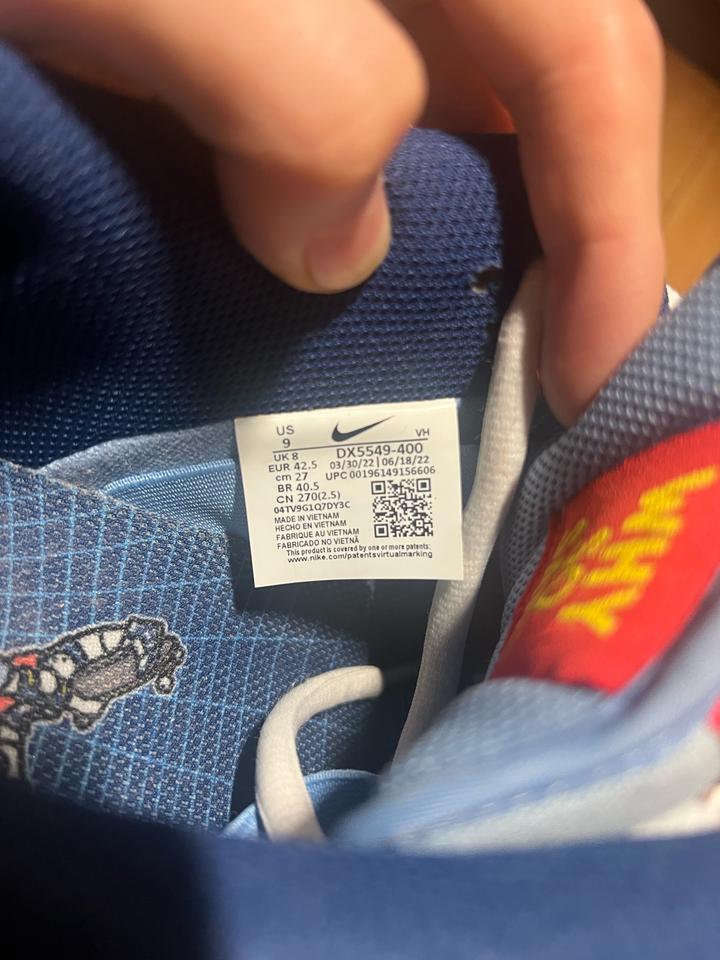 US
9
VH
UK 8
DX5549-400
EUR 42.5
03/30/22 | 06/18/22
cm 27
UPC 00196149156606
BR 40.5
CN 270(2.5)
04TV9G1Q7DY3C
MADE IN VIETNAM
HECHO EN VIETNAM
FABRIQUE AU VIETNAM
FABRICADO NO VIETNÃ
This product is covered by one or more patents:
www.nike.com/patentsvirtualmarking
WHY
SO